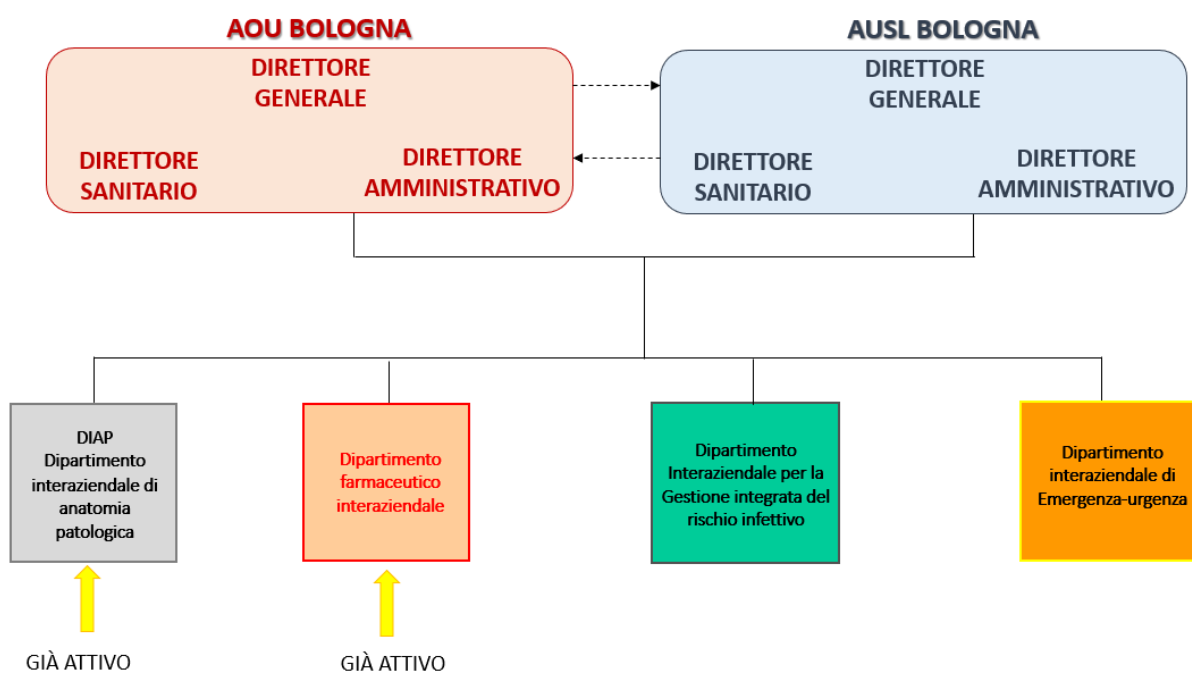 AOU BOLOGNA
DIRETTORE
GENERALE
DIRETTORE
SANITARIO
DIRETTORE
AMMINISTRATIVO
AUSL BOLOGNA
DIRETTORE
GENERALE
DIRETTORE
SANITARIO
DIRETTORE
AMMINISTRATIVO
DIAP
Dipartimento
interaziendale di
anatomia
patologica
Dipartimento
farmaceutico
interaziendale
Dipartimento
Interaziendale per la
Gestione integrata del
rischio infettivo
Dipartimento
interaziendale di
Emergenza-urgenza
GIÀ ATTIVO
GIÀ ATTIVO